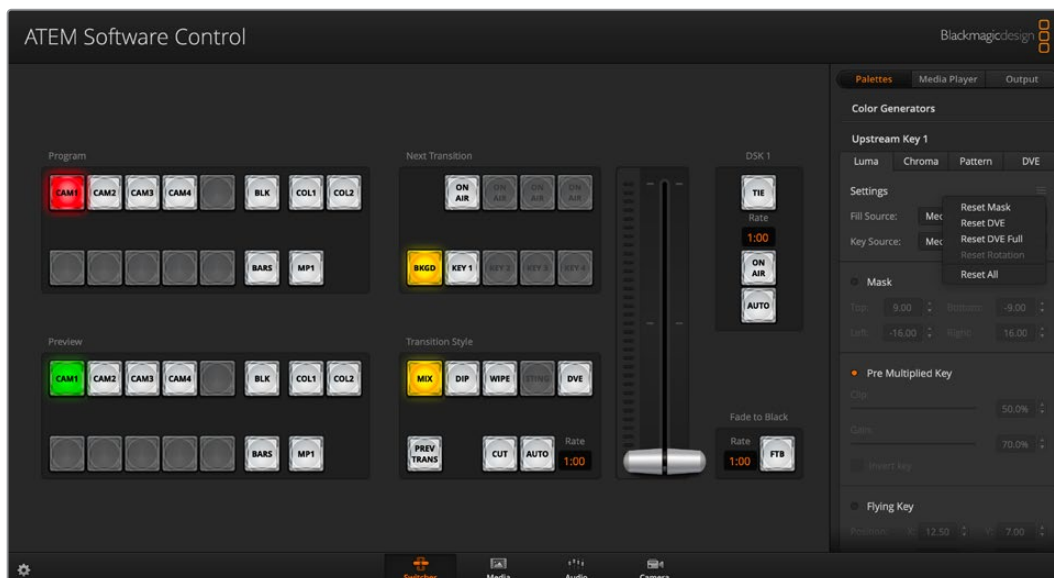 ATEM Software Control
Blackmagicdesign
Palettes Media Player Output
Color Generators
Upstream Key 1
Luma Chroma Pattern DVE
Settings
Fill Source: Med
Key Source: Med
Reset Mask
Reset DVE
Reset DVE Full
Reset Rotation
Reset All
Mask
Top: 9.00 Bottom: -9.00
Left: -16.00 Right: 16.00
Pre Multiplied Key
Clip:
50.0%
Gain:
70.0%
Invert key
Flying Key
Position: X: 12.50 Y: 7.00
Program
CAM1 CAM2 CAM3 CAM4 BLK COL1 COL2
BARS MP1
Next Transition
ON AIR ON AIR ON AIR ON AIR
BKGD KEY 1 KEY 2 KEY 3 KEY 4
DSK 1
TIE
Rate
1:00
ON AIR
AUTO
Preview
CAM1 CAM2 CAM3 CAM4 BLK COL1 COL2
BARS MP1
Transition Style
MIX DIP WIPE STING DVE
PREV TRANS CUT AUTO Rate 1:00
Fade to Black
Rate
1:00 FTB
Switcher Media Audio Camera